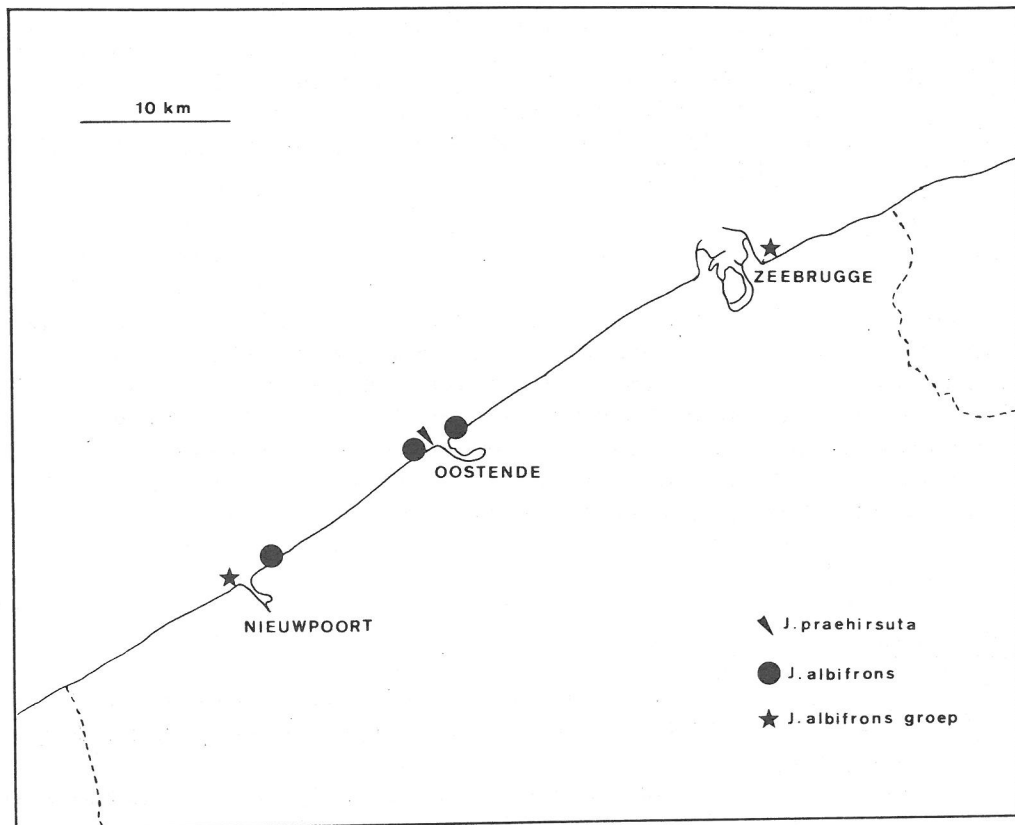 10 km
ZEEBRUGGE
OOSTENDE
NIEUWPOORT
J. praehirsuta
J. albifrons
J. albifrons groep